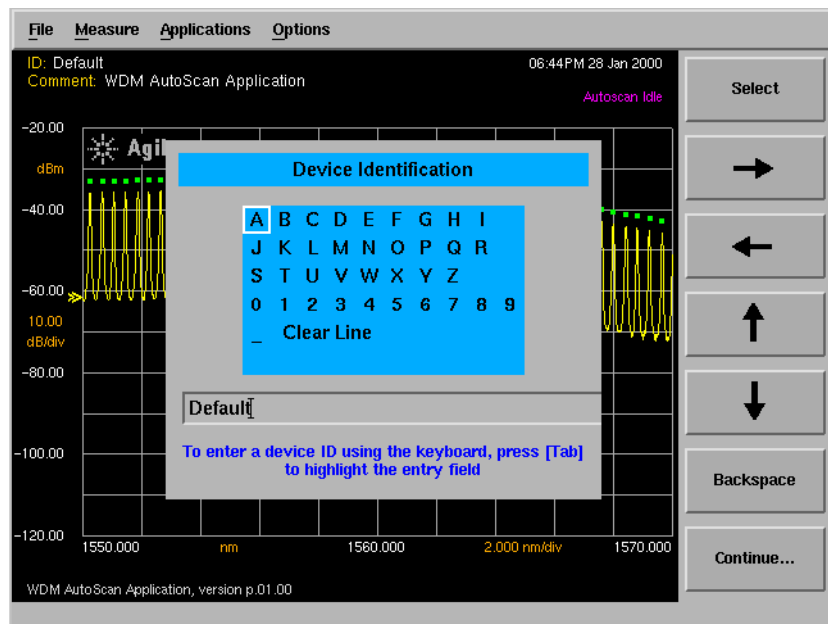 File Measure Applications Options
ID: Default
06:44PM 28 Jan 2000
Comment: WDM AutoScan Application
Autoscan Idle
Select
-20.00
dBm
-40.00
-60.00
10.00
dB/div
-80.00
-100.00
-120.00
Agil
Device Identification
A B C D E F G H I
J K L M N O P Q R
S T U V W X Y Z
0 1 2 3 4 5 6 7 8 9
_ Clear Line
Default
To enter a device ID using the keyboard, press [Tab]
to highlight the entry field
Backspace
1550.000 nm 1560.000 2.000 nm/div 1570.000
Continue...
WDM AutoScan Application, version p.01.00